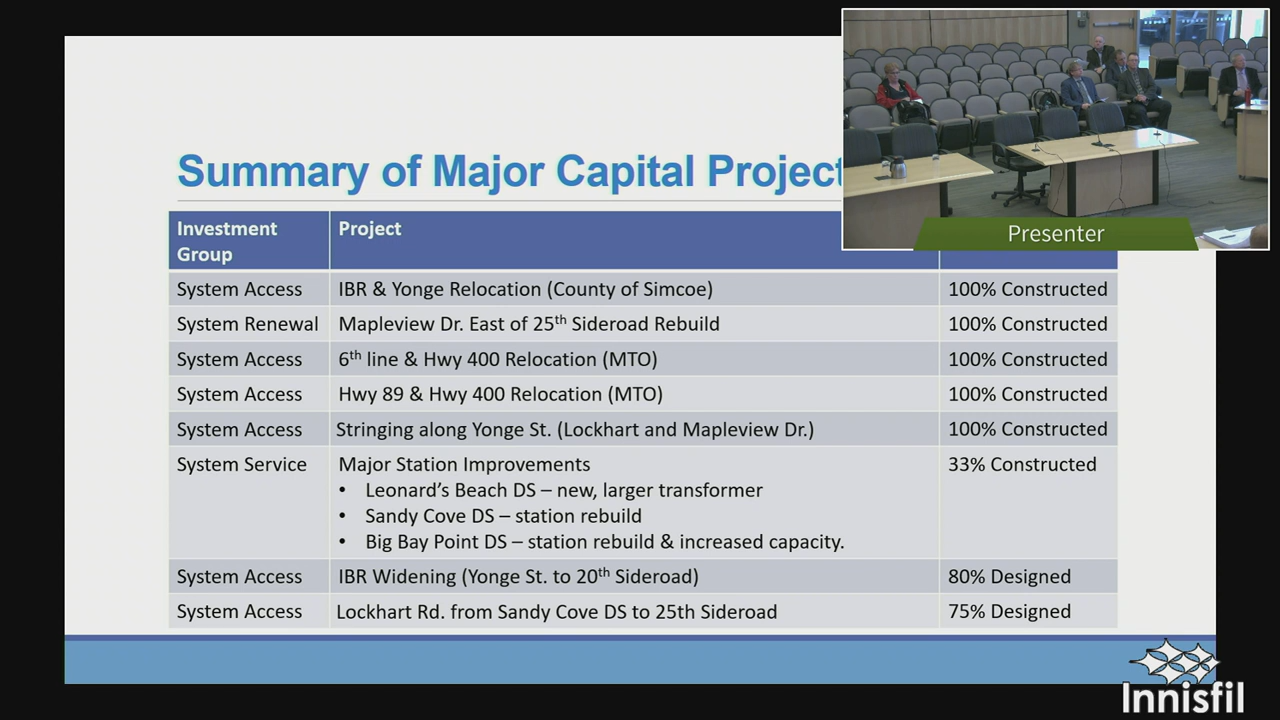 Summary of Major Capital Project
Investment Group
Project
System Access IBR & Yonge Relocation (County of Simcoe) 100% Constructed
System Renewal Mapleview Dr. East of 25th Sideroad Rebuild 100% Constructed
System Access 6th line & Hwy 400 Relocation (MTO) 100% Constructed
System Access Hwy 89 & Hwy 400 Relocation (MTO) 100% Constructed
System Access Stringing along Yonge St. (Lockhart and Mapleview Dr.) 100% Constructed
System Service Major Station Improvements 33% Constructed
• Leonard's Beach DS – new, larger transformer
• Sandy Cove DS – station rebuild
• Big Bay Point DS – station rebuild & increased capacity.
System Access IBR Widening (Yonge St. to 20th Sideroad) 80% Designed
System Access Lockhart Rd. from Sandy Cove DS to 25th Sideroad 75% Designed
Presenter
Innisfil